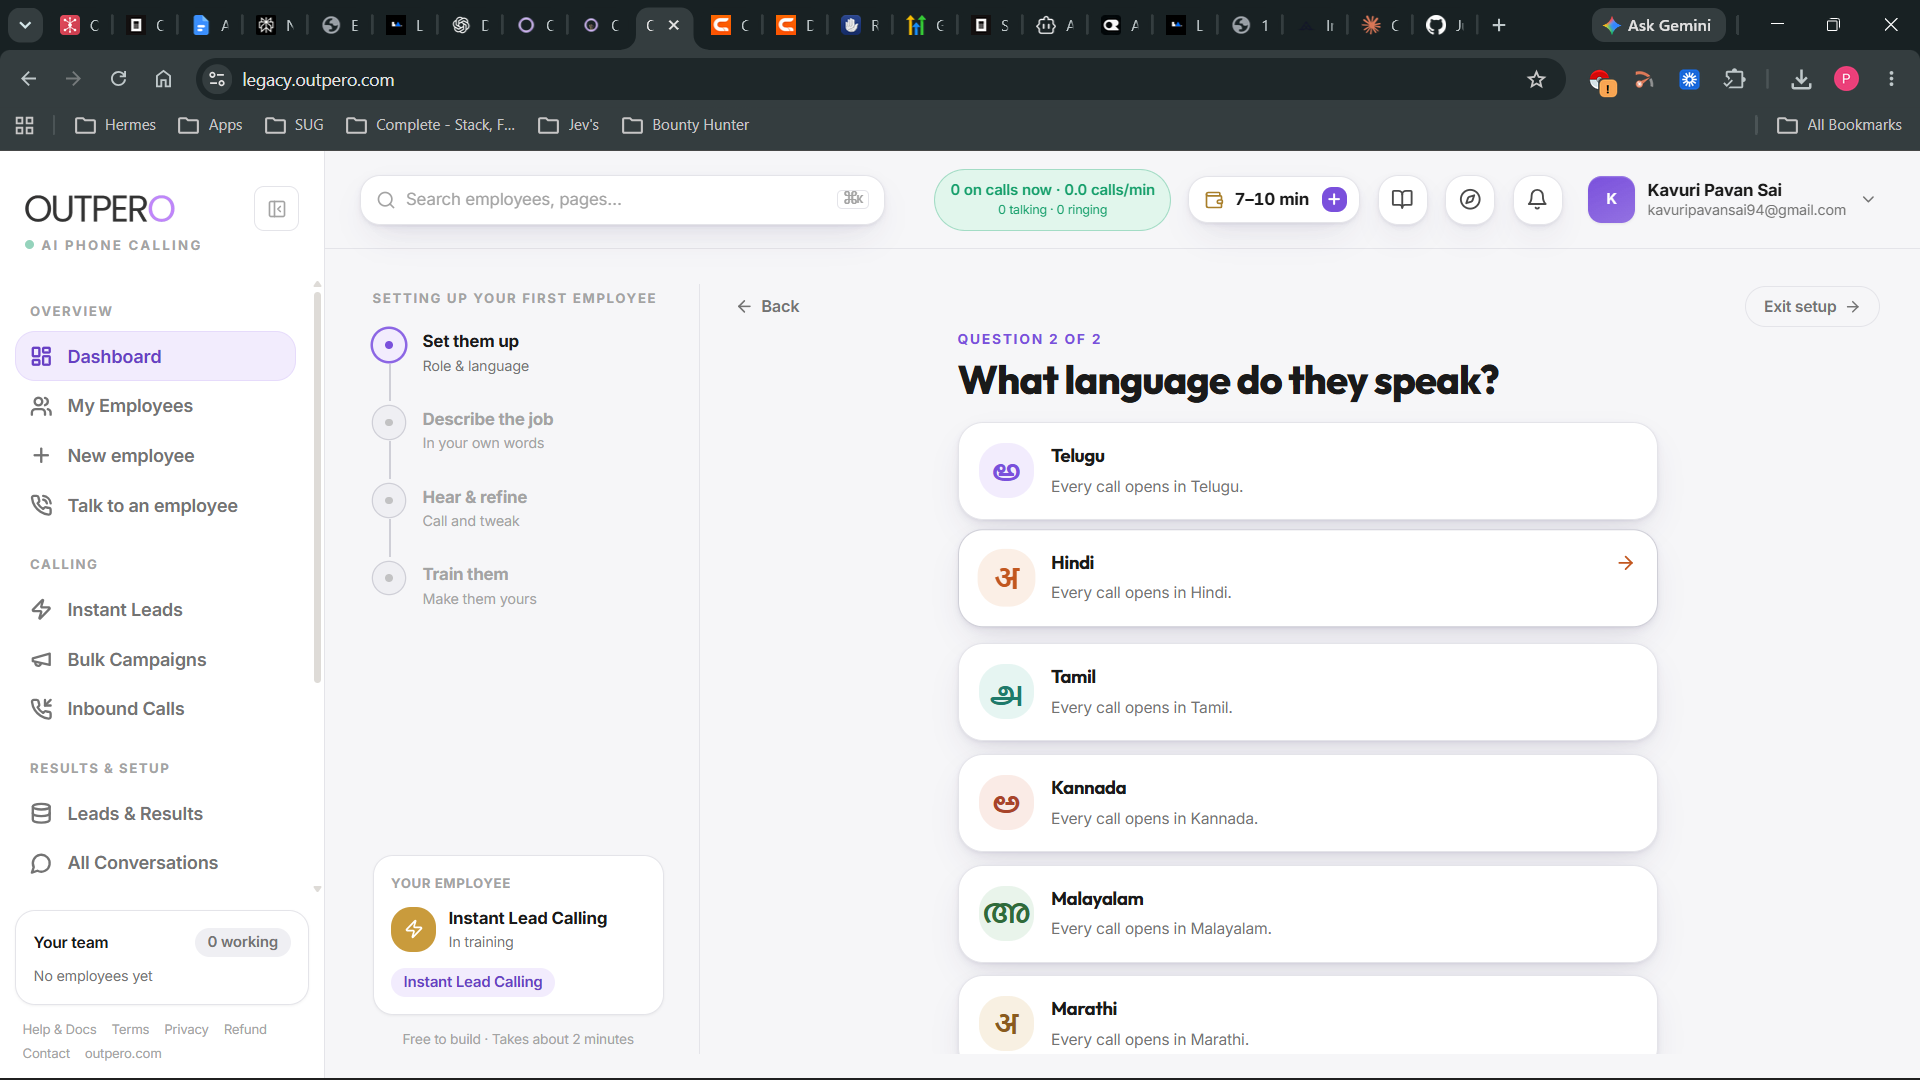 Ask Gemini
legacy.outpero.com
Hermes
Apps
SUG
Complete - Stack, F...
Jev's
Bounty Hunter
All Bookmarks
OUTPERO
AI PHONE CALLING
OVERVIEW
Dashboard
My Employees
New employee
Talk to an employee
CALLING
Instant Leads
Bulk Campaigns
Inbound Calls
RESULTS & SETUP
Leads & Results
All Conversations
Your team
0 working
No employees yet
Help & Docs Terms Privacy Refund
Contact outpero.com
Search employees, pages...
⌘K
0 on calls now · 0.0 calls/min
0 talking · 0 ringing
7–10 min
K
Kavuri Pavan Sai
kavuripavansai94@gmail.com
SETTING UP YOUR FIRST EMPLOYEE
Set them up
Role & language
Describe the job
In your own words
Hear & refine
Call and tweak
Train them
Make them yours
YOUR EMPLOYEE
Instant Lead Calling
In training
Instant Lead Calling
Free to build · Takes about 2 minutes
Back
Exit setup
QUESTION 2 OF 2
What language do they speak?
అ
Telugu
Every call opens in Telugu.
अ
Hindi
Every call opens in Hindi.
அ
Tamil
Every call opens in Tamil.
ಅ
Kannada
Every call opens in Kannada.
അ
Malayalam
Every call opens in Malayalam.
अ
Marathi
Every call opens in Marathi.